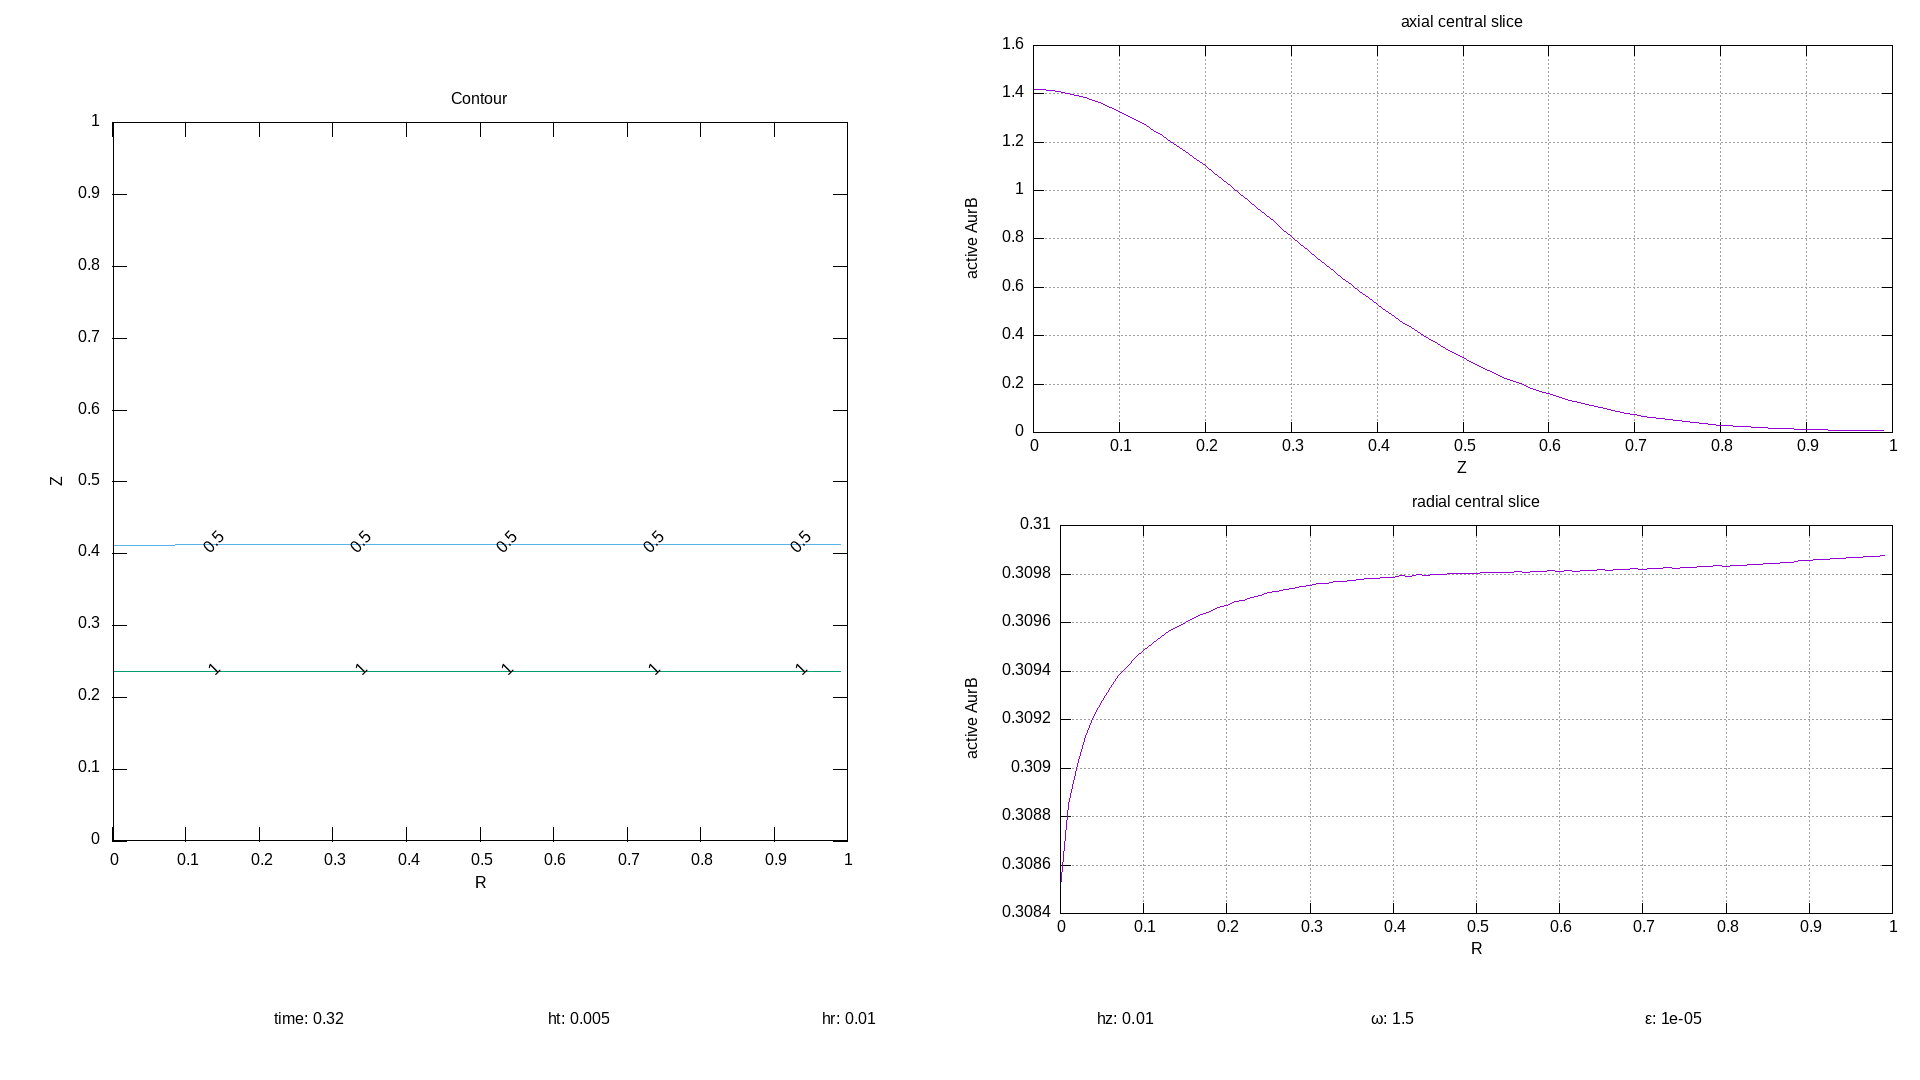 Contour
1
0.9
0.8
0.7
0.6
0.5
0.4
0.3
0.2
0.1
0
Z
0.5 0.5 0.5 0.5 0.5
1 1 1 1 1
0 0.1 0.2 0.3 0.4 0.5 0.6 0.7 0.8 0.9 1
R
axial central slice
1.6
1.4
1.2
1
0.8
0.6
0.4
0.2
0
active AurB
0 0.1 0.2 0.3 0.4 0.5 0.6 0.7 0.8 0.9 1
Z
radial central slice
0.31
0.3098
0.3096
0.3094
0.3092
0.309
0.3088
0.3086
0.3084
active AurB
0 0.1 0.2 0.3 0.4 0.5 0.6 0.7 0.8 0.9 1
R
time: 0.32 ht: 0.005 hr: 0.01 hz: 0.01 ω: 1.5 ε: 1e-05